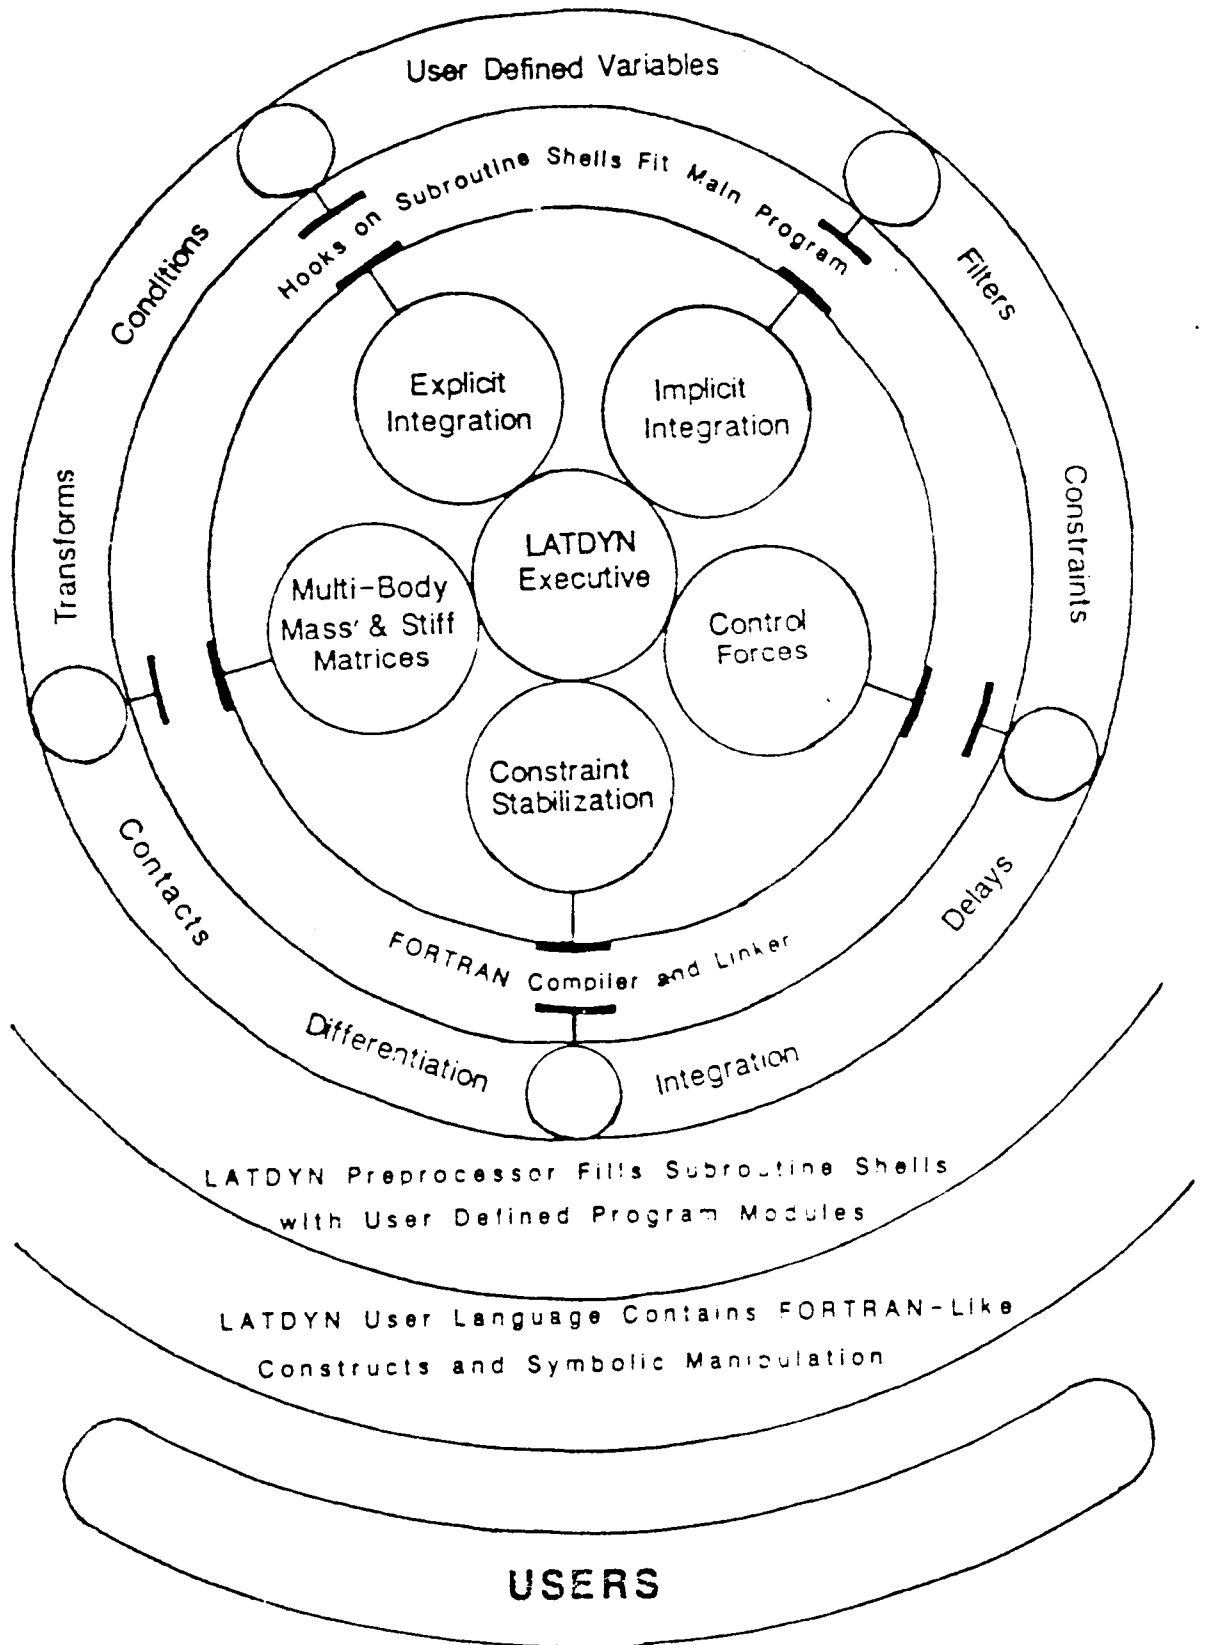 User Defined Variables
Hooks on Subroutine Shells Fit Main Program
Conditions
Filters
Explicit
Integration
Implicit
Integration
Transforms
Constraints
LATDYN
Executive
Multi-Body
Mass' & Stiff
Matrices
Control
Forces
Constraint
Stabilization
Contacts
Delays
FORTRAN Compiler and Linker
Differentiation
Integration
LATDYN Preprocessor Fills Subroutine Shells
with User Defined Program Modules
LATDYN User Language Contains FORTRAN-Like
Constructs and Symbolic Manipulation
USERS